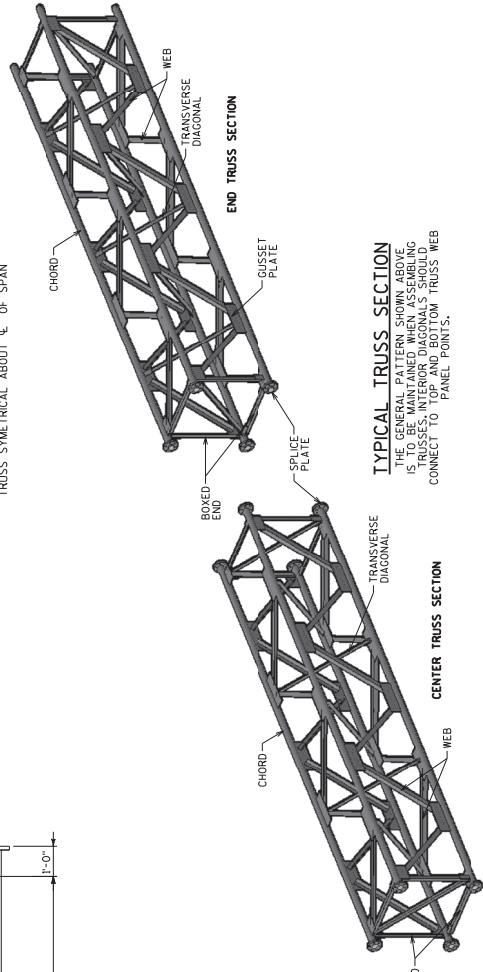 TRUSS SYMETRICAL ABOUT ℄ OF SPAN
CHORD
WEB
TRANSVERSE
DIAGONAL
END TRUSS SECTION
GUSSET
PLATE
BOXED
END
SPLICE
PLATE
TYPICAL TRUSS SECTION
THE GENERAL PATTERN SHOWN ABOVE
IS TO BE MAINTAINED WHEN ASSEMBLING
TRUSSES. INTERIOR DIAGONALS SHOULD
CONNECT TO TOP AND BOTTOM TRUSS WEB
PANEL POINTS.
1'-0"
CHORD
TRANSVERSE
DIAGONAL
WEB
CENTER TRUSS SECTION